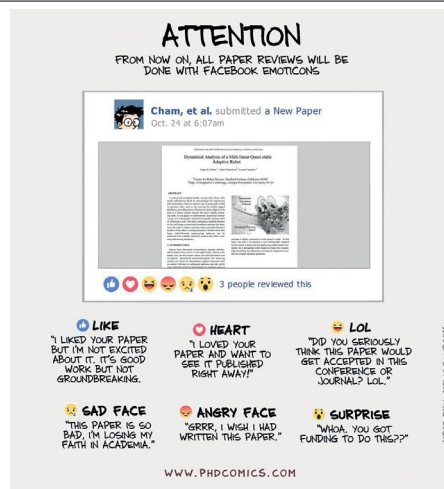 ATTENTION
FROM NOW ON, ALL PAPER REVIEWS WILL BE
DONE WITH FACEBOOK EMOTICONS
Cham, et al. submitted a New Paper
Oct. 24 at 6:07am
Dynamical Analysis of a Multi-linear Quasi-static
Adaptive Robot
ABSTRACT
3 people reviewed this
LIKE
"I LIKED YOUR PAPER
BUT I'M NOT EXCITED
ABOUT IT. IT'S GOOD
WORK BUT NOT
GROUNDBREAKING.
HEART
"I LOVED YOUR
PAPER AND WANT TO
SEE IT PUBLISHED
RIGHT AWAY!"
LOL
"DID YOU SERIOUSLY
THINK THIS PAPER WOULD
GET ACCEPTED IN THIS
CONFERENCE OR
JOURNAL? LOL."
SAD FACE
"THIS PAPER IS SO
BAD, I'M LOSING MY
FAITH IN ACADEMIA."
ANGRY FACE
"GRRR, I WISH I HAD
WRITTEN THIS PAPER."
SURPRISE
"WHOA. YOU GOT
FUNDING TO DO THIS??"
WWW.PHDCOMICS.COM